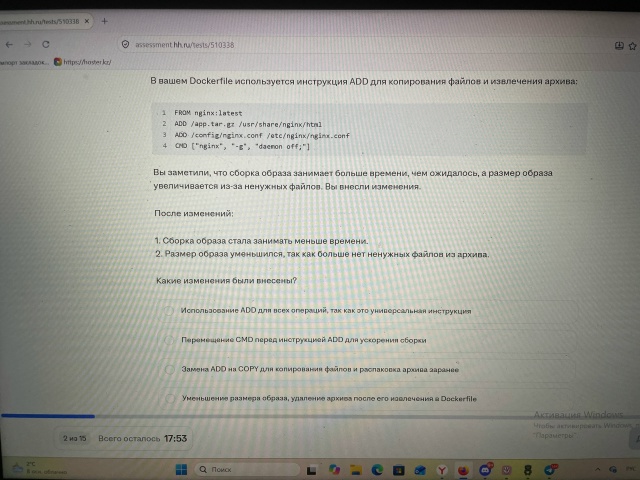 assessment.hh.ru/tests/510338
assessment.hh.ru/tests/510338
https://hoster.kz/
В вашем Dockerfile используется инструкция ADD для копирования файлов и извлечения архива:
1 FROM nginx:latest
2 ADD /app.tar.gz /usr/share/nginx/html
3 ADD /config/nginx.conf /etc/nginx/nginx.conf
4 CMD ["nginx", "-g", "daemon off;"]
Вы заметили, что сборка образа занимает больше времени, чем ожидалось, а размер образа
увеличивается из-за ненужных файлов. Вы внесли изменения.
После изменений:
1. Сборка образа стала занимать меньше времени.
2. Размер образа уменьшился, так как больше нет ненужных файлов из архива.
Какие изменения были внесены?
Использование ADD для всех операций, так как это универсальная инструкция
Перемещение CMD перед инструкцией ADD для ускорения сборки
Замена ADD на COPY для копирования файлов и распаковка архива заранее
Уменьшение размера образа, удаление архива после его извлечения в Dockerfile
Активация Windows
Чтобы активировать Windows,
"Параметры"
2 из 15 Всего осталось 17:53
Поиск